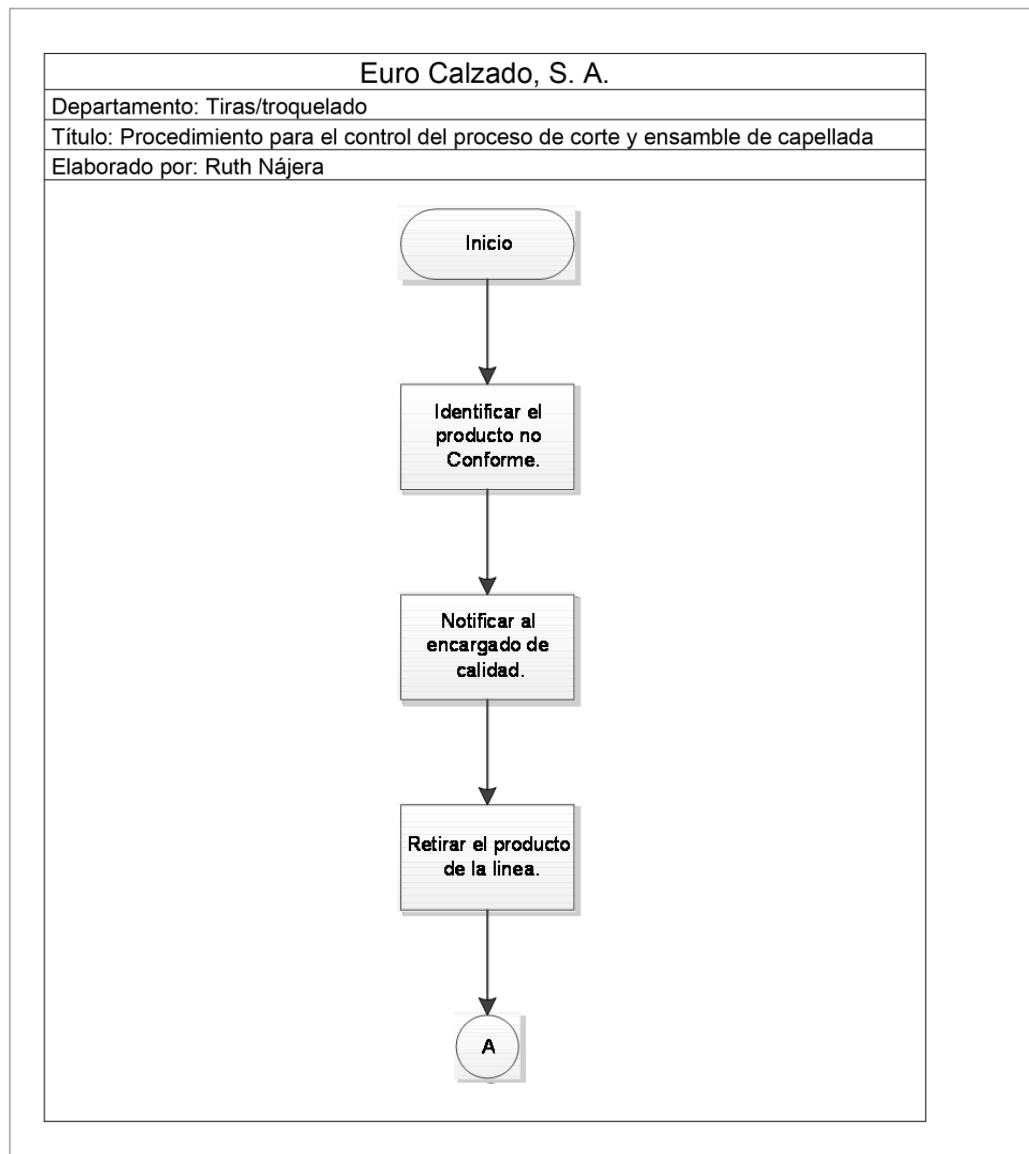 Euro Calzado, S. A.
Departamento: Tiras/troquelado
Título: Procedimiento para el control del proceso de corte y ensamble de capellada
Elaborado por: Ruth Nájera
Inicio
Identificar el
producto no
Conforme.
Notificar al
encargado de
calidad.
Retirar el producto
de la linea.
A